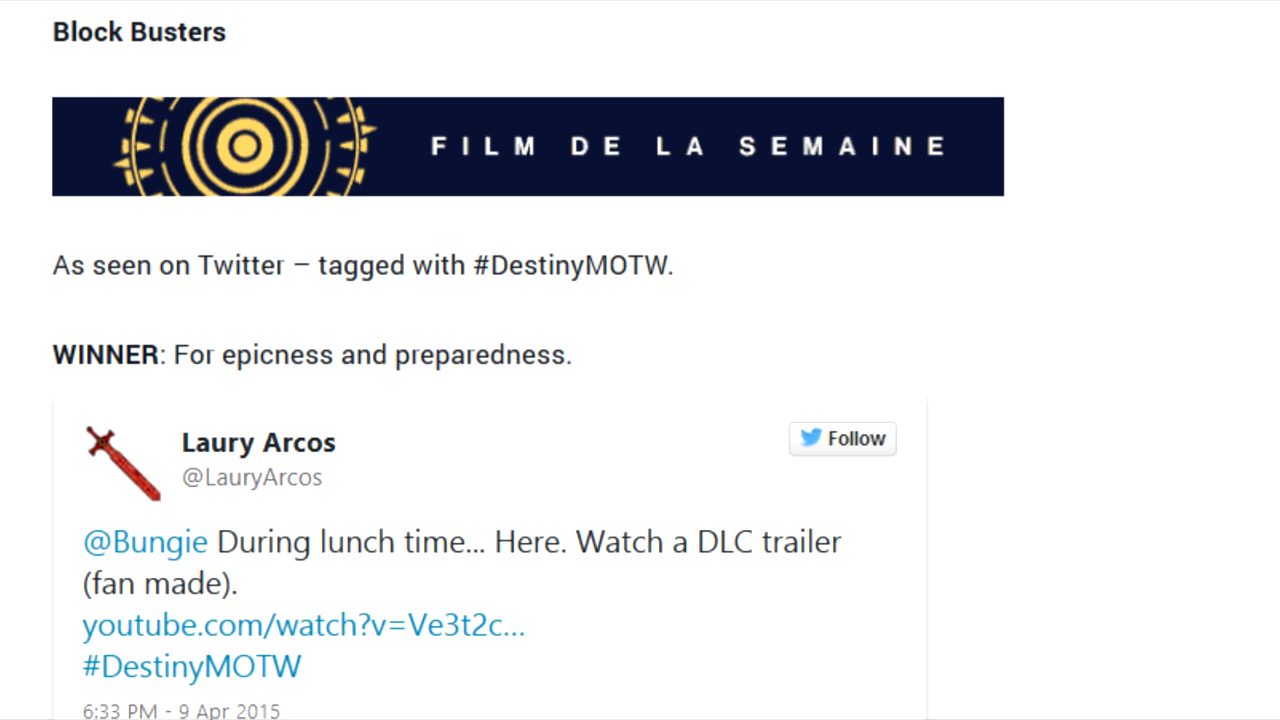 Block Busters
FILM DE LA SEMAINE
As seen on Twitter – tagged with #DestinyMOTW.
WINNER: For epicness and preparedness.
Laury Arcos
Follow
@LauryArcos
@Bungie During lunch time... Here. Watch a DLC trailer
(fan made).
youtube.com/watch?v=Ve3t2c...
#DestinyMOTW
6:33 PM - 9 Apr 2015